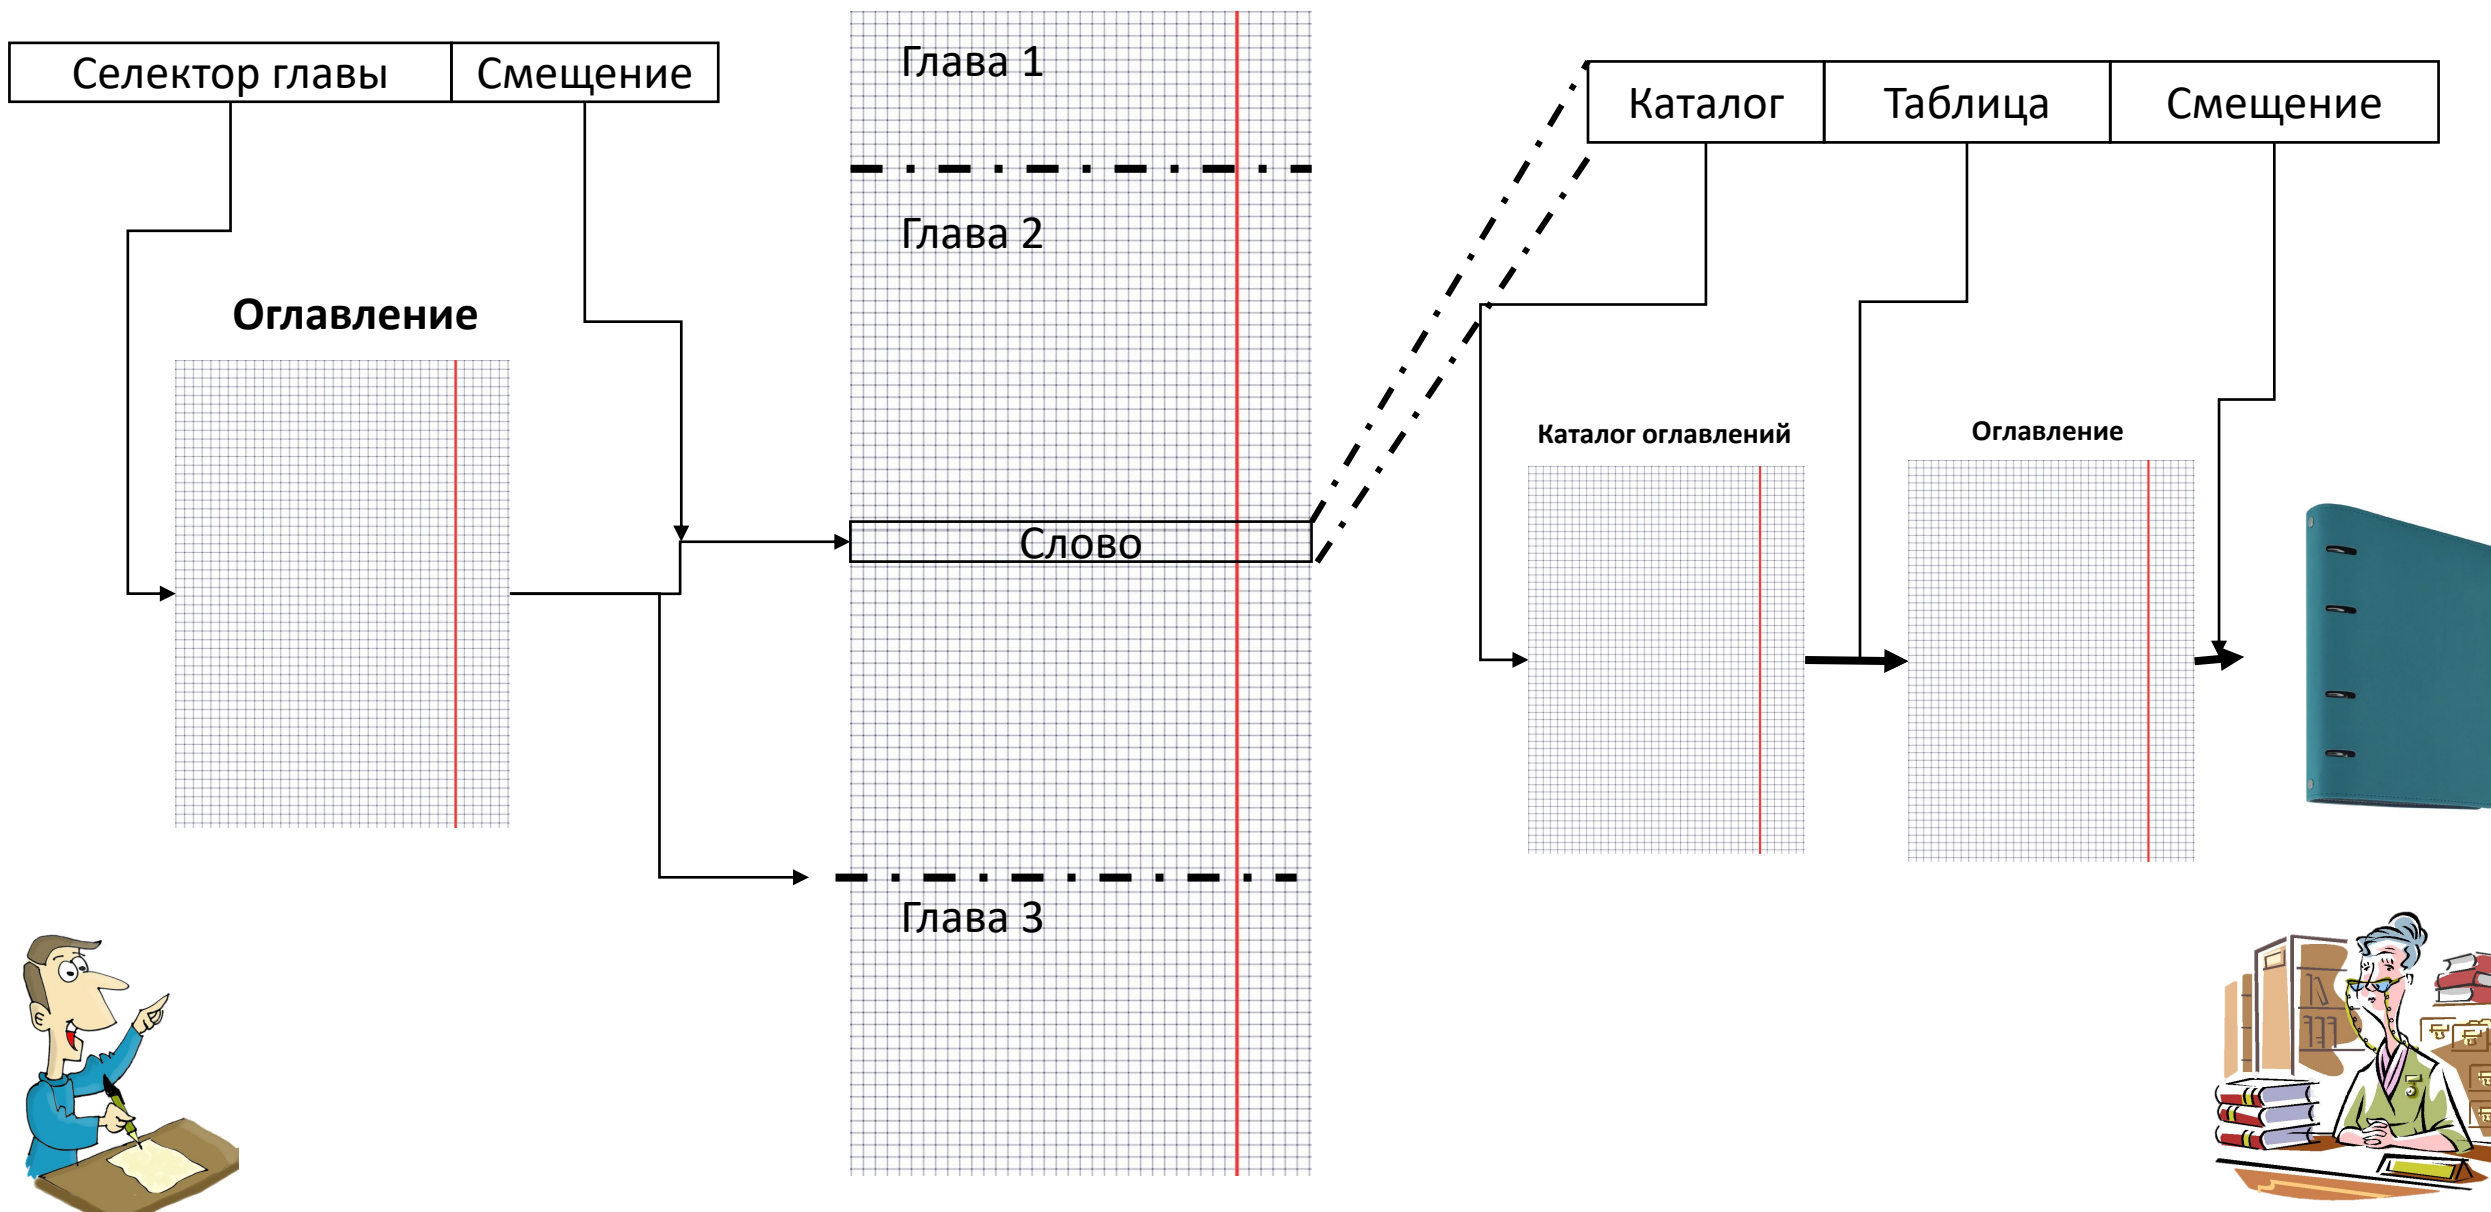 Селектор главы
Смещение
Оглавление
Глава 1
Глава 2
Слово
Глава 3
Каталог
Таблица
Смещение
Каталог оглавлений
Оглавление